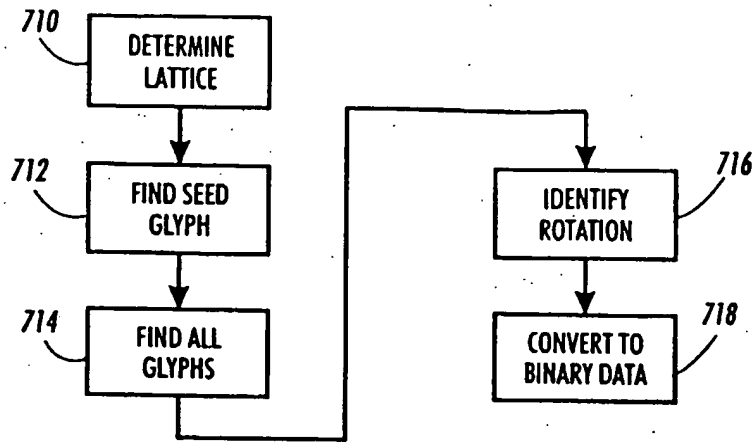 710
DETERMINE
LATTICE
712
FIND SEED
GLYPH
714
FIND ALL
GLYPHS
716
IDENTIFY
ROTATION
718
CONVERT TO
BINARY DATA